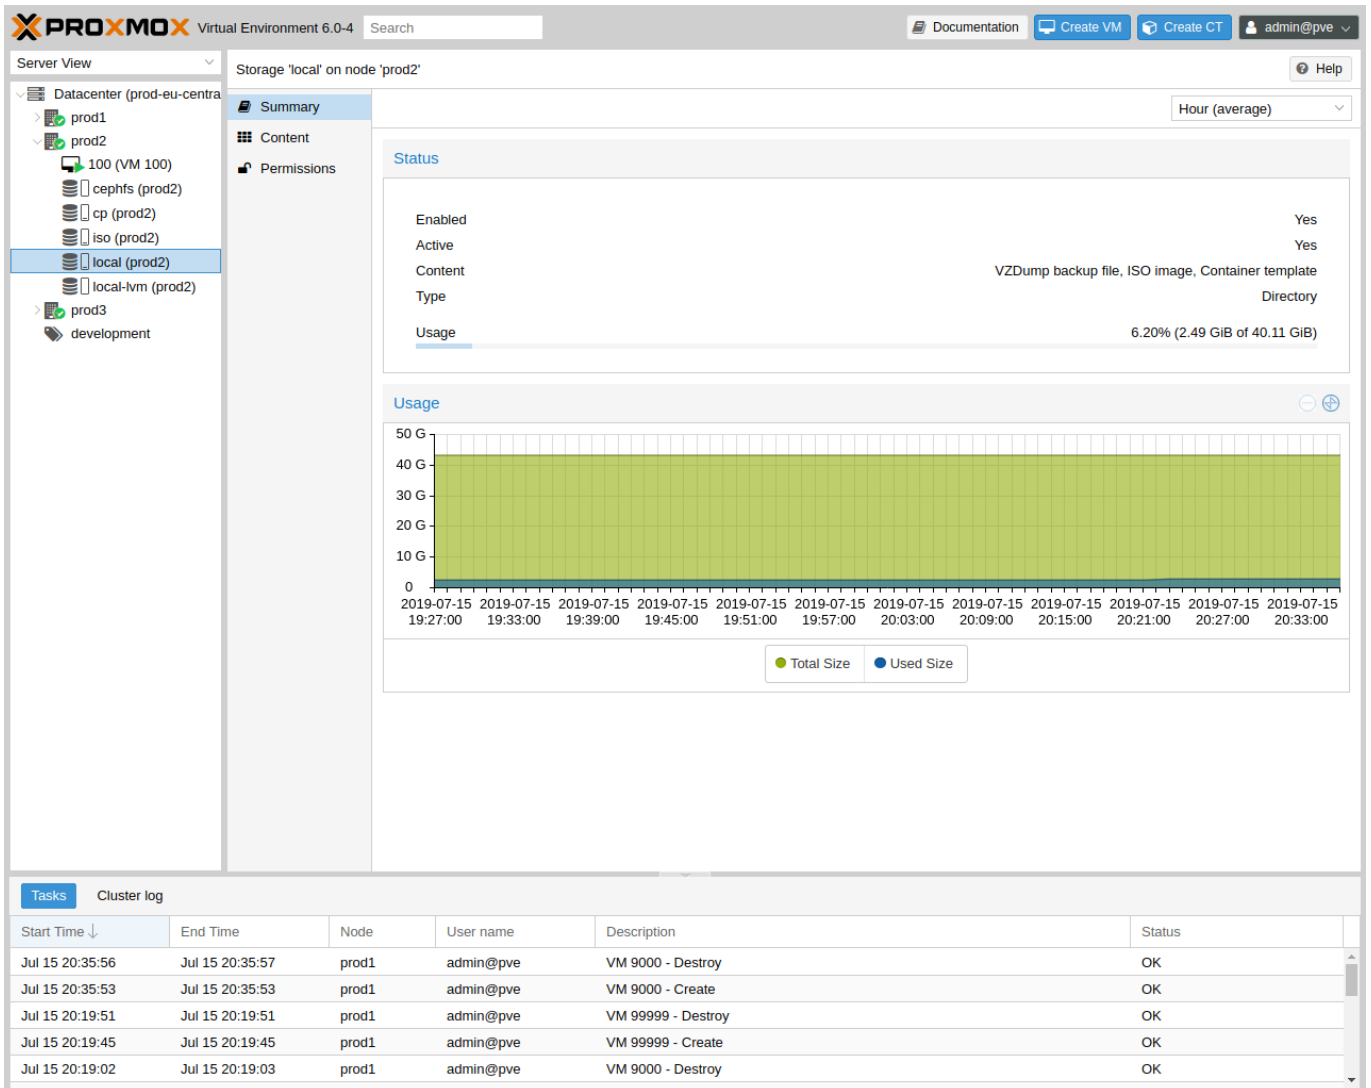 PROXMOX Virtual Environment 6.0-4 Search Documentation Create VM Create CT admin@pve
Server View
Storage 'local' on node 'prod2' Help
Datacenter (prod-eu-centra
prod1
prod2
100 (VM 100)
cephfs (prod2)
cp (prod2)
iso (prod2)
local (prod2)
local-lvm (prod2)
prod3
development
Summary
Content
Permissions
Hour (average)
Status
Enabled Yes
Active Yes
Content VZDump backup file, ISO image, Container template
Type Directory
Usage 6.20% (2.49 GiB of 40.11 GiB)
Usage
50 G
40 G
30 G
20 G
10 G
0
2019-07-15 2019-07-15 2019-07-15 2019-07-15 2019-07-15 2019-07-15 2019-07-15 2019-07-15 2019-07-15 2019-07-15 2019-07-15 2019-07-15
19:27:00 19:33:00 19:39:00 19:45:00 19:51:00 19:57:00 20:03:00 20:09:00 20:15:00 20:21:00 20:27:00 20:33:00
Total Size Used Size
Tasks Cluster log
Start Time End Time Node User name Description Status
Jul 15 20:35:56 Jul 15 20:35:57 prod1 admin@pve VM 9000 - Destroy OK
Jul 15 20:35:53 Jul 15 20:35:53 prod1 admin@pve VM 9000 - Create OK
Jul 15 20:19:51 Jul 15 20:19:51 prod1 admin@pve VM 99999 - Destroy OK
Jul 15 20:19:45 Jul 15 20:19:45 prod1 admin@pve VM 99999 - Create OK
Jul 15 20:19:02 Jul 15 20:19:03 prod1 admin@pve VM 9000 - Destroy OK